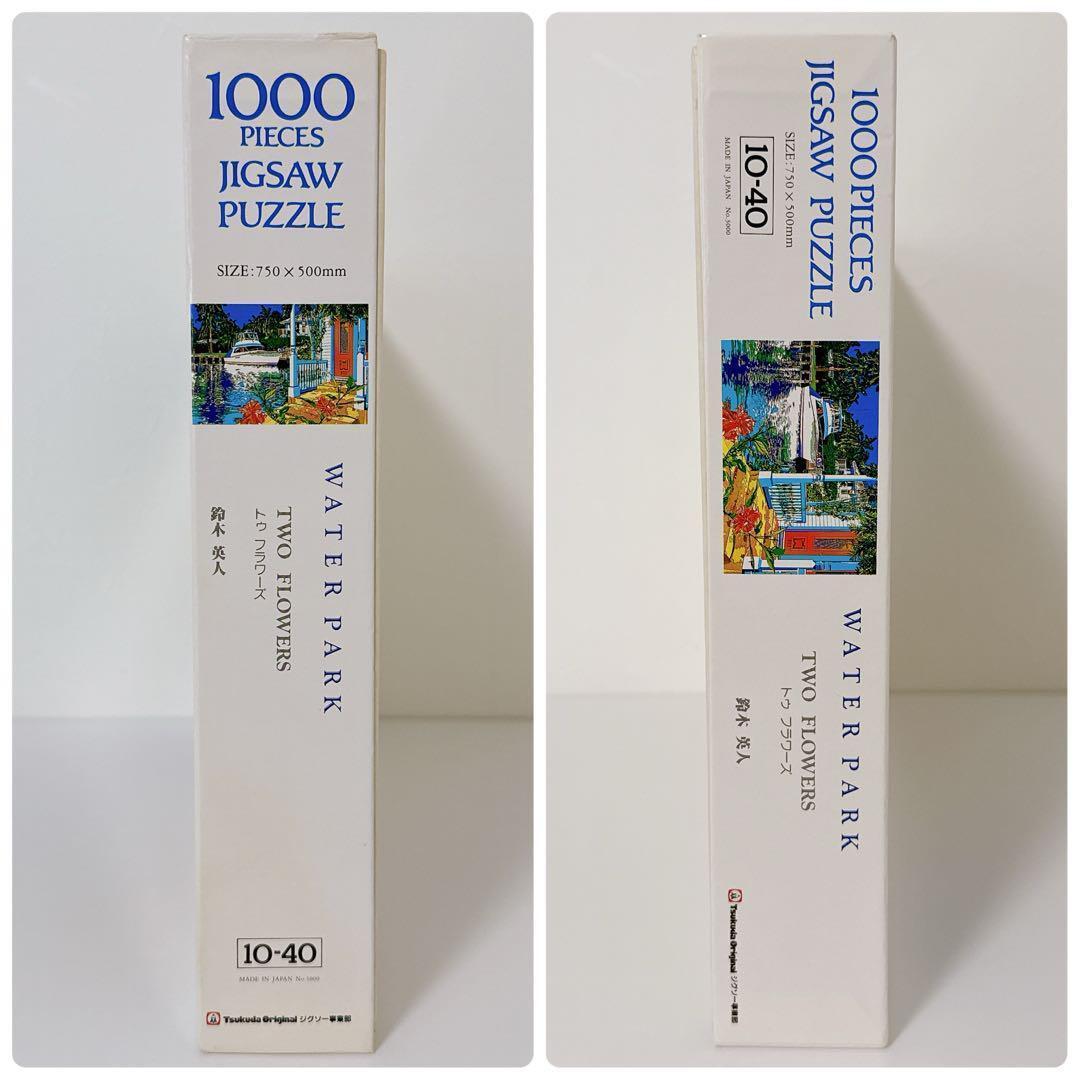 1000
PIECES
JIGSAW
PUZZLE
SIZE:750×500mm
WATER PARK
TWO FLOWERS
トゥ フラワーズ
鈴木 英人
10-40
MADE IN JAPAN No.5000
Tsukuda Original ジグソー事業部
1000PIECES
JIGSAW PUZZLE
SIZE:750×500mm
10-40
MADE IN JAPAN No.5000
WATER PARK
TWO FLOWERS
トゥ フラワーズ
鈴木 英人
Tsukuda Original ジグソー事業部